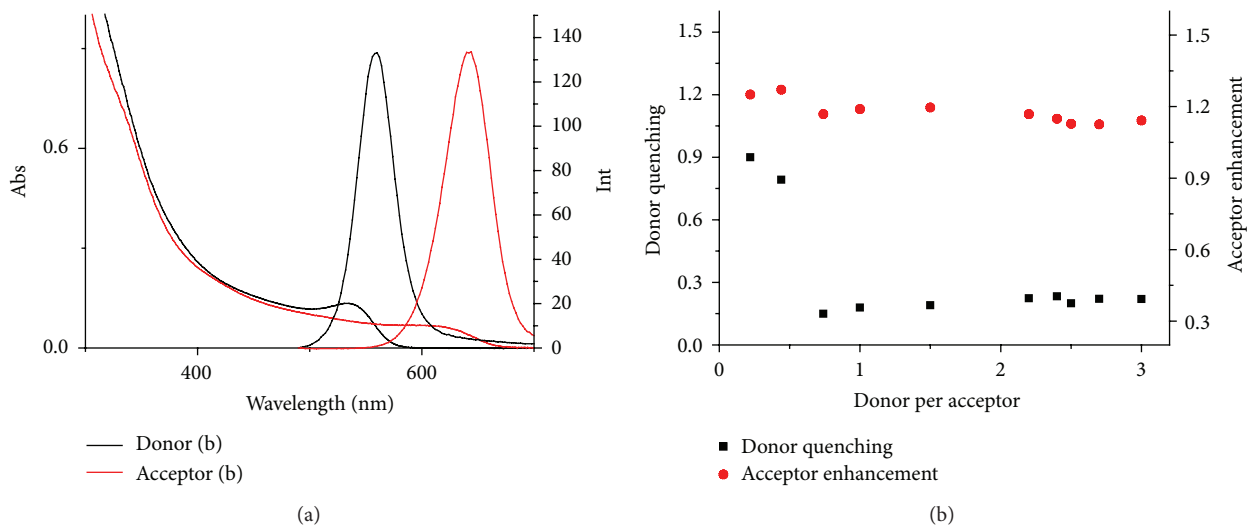 Abs
0.6
0.0
400
600
Wavelength (nm)
140
120
100
80
60
40
20
0
Int
Donor (b)
Acceptor (b)
(a)
Donor quenching
1.5
1.2
0.9
0.6
0.3
0.0
0
1
2
3
Donor per acceptor
1.5
1.2
0.9
0.6
0.3
Acceptor enhancement
Donor quenching
Acceptor enhancement
(b)